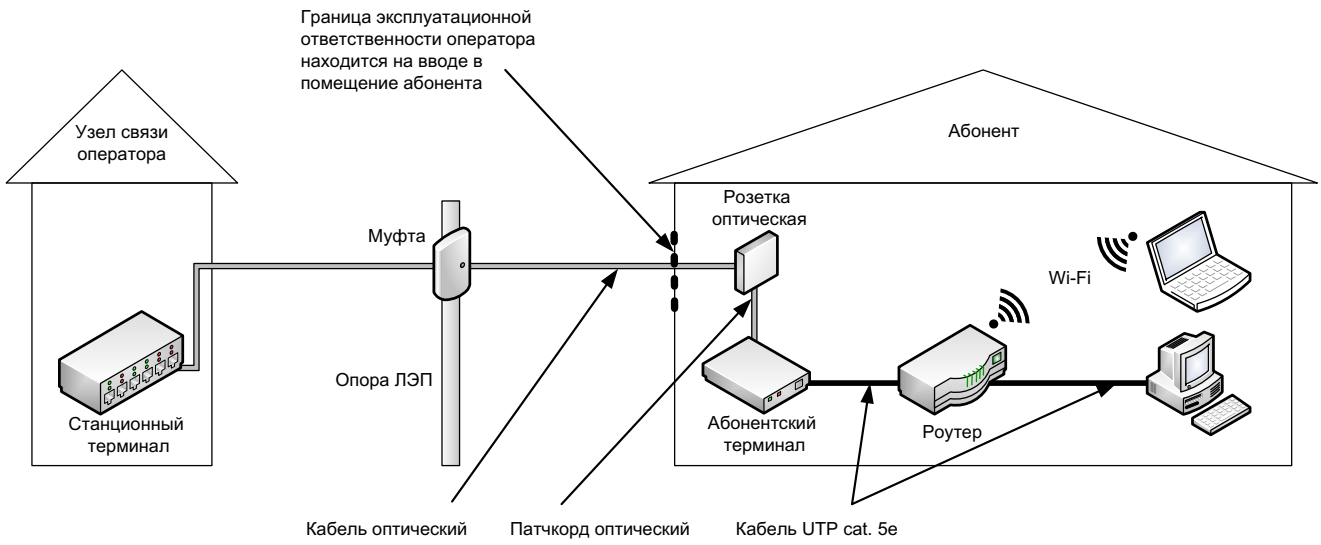 Граница эксплуатационной
ответственности оператора
находится на вводе в
помещение абонента
Узел связи
оператора
Абонент
Розетка
оптическая
Муфта
Wi-Fi
Опора ЛЭП
Станционный
терминал
Абонентский
терминал
Роутер
Кабель оптический
Патчкорд оптический
Кабель UTP cat. 5e